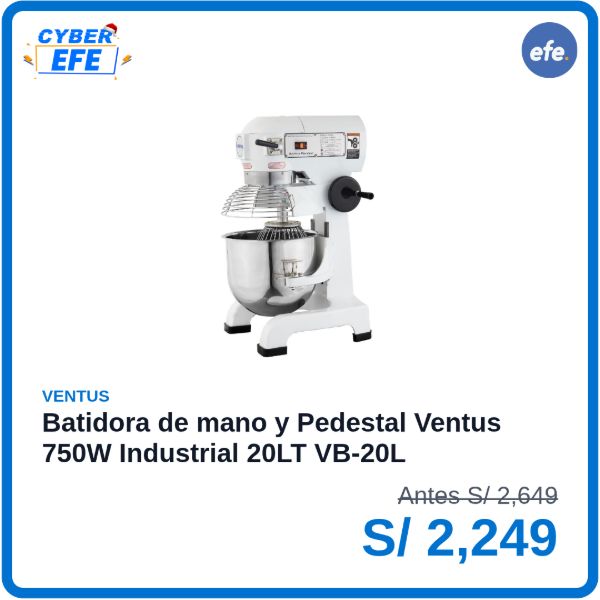 CYBER
EFE
efe.
VENTUS
Batidora de mano y Pedestal Ventus
750W Industrial 20LT VB-20L
Antes S/ 2,649
S/ 2,249